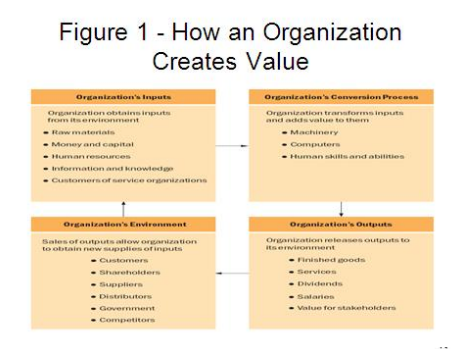 Figure 1 - How an Organization
Creates Value
Organization's Inputs
Organization obtains inputs
from its environment
• Raw materials
• Money and capital
• Human resources
• Information and knowledge
• Customers of service organizations
Organization's Conversion Process
Organization transforms inputs
and adds value to them
• Machinery
• Computers
• Human skills and abilities
Organization's Environment
Sales of outputs allow organization
to obtain new supplies of inputs
• Customers
• Shareholders
• Suppliers
• Distributors
• Government
• Competitors
Organization's Outputs
Organization releases outputs to
its environment
• Finished goods
• Services
• Dividends
• Salaries
• Value for stakeholders